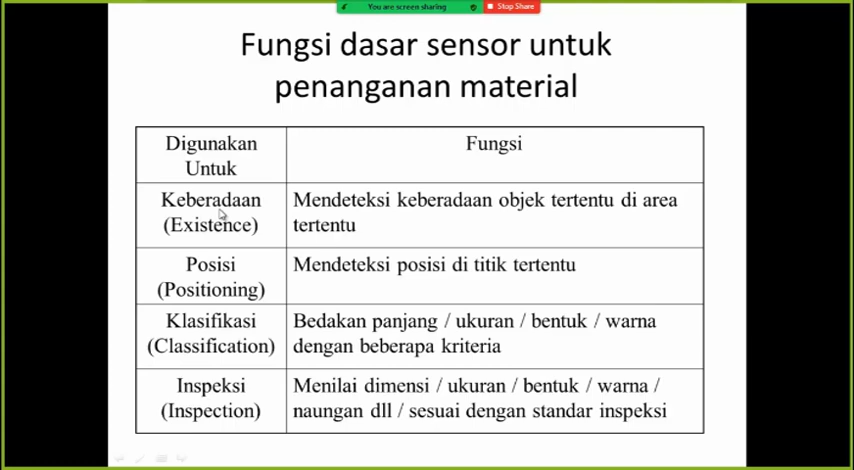 You are screen sharing
Stop Share
Fungsi dasar sensor untuk
penanganan material
Digunakan
Untuk
Fungsi
Keberadaan
(Existence)
Mendeteksi keberadaan objek tertentu di area
tertentu
Posisi
(Positioning)
Mendeteksi posisi di titik tertentu
Klasifikasi
(Classification)
Bedakan panjang / ukuran / bentuk / warna
dengan beberapa kriteria
Inspeksi
(Inspection)
Menilai dimensi / ukuran / bentuk / warna /
naungan dll / sesuai dengan standar inspeksi